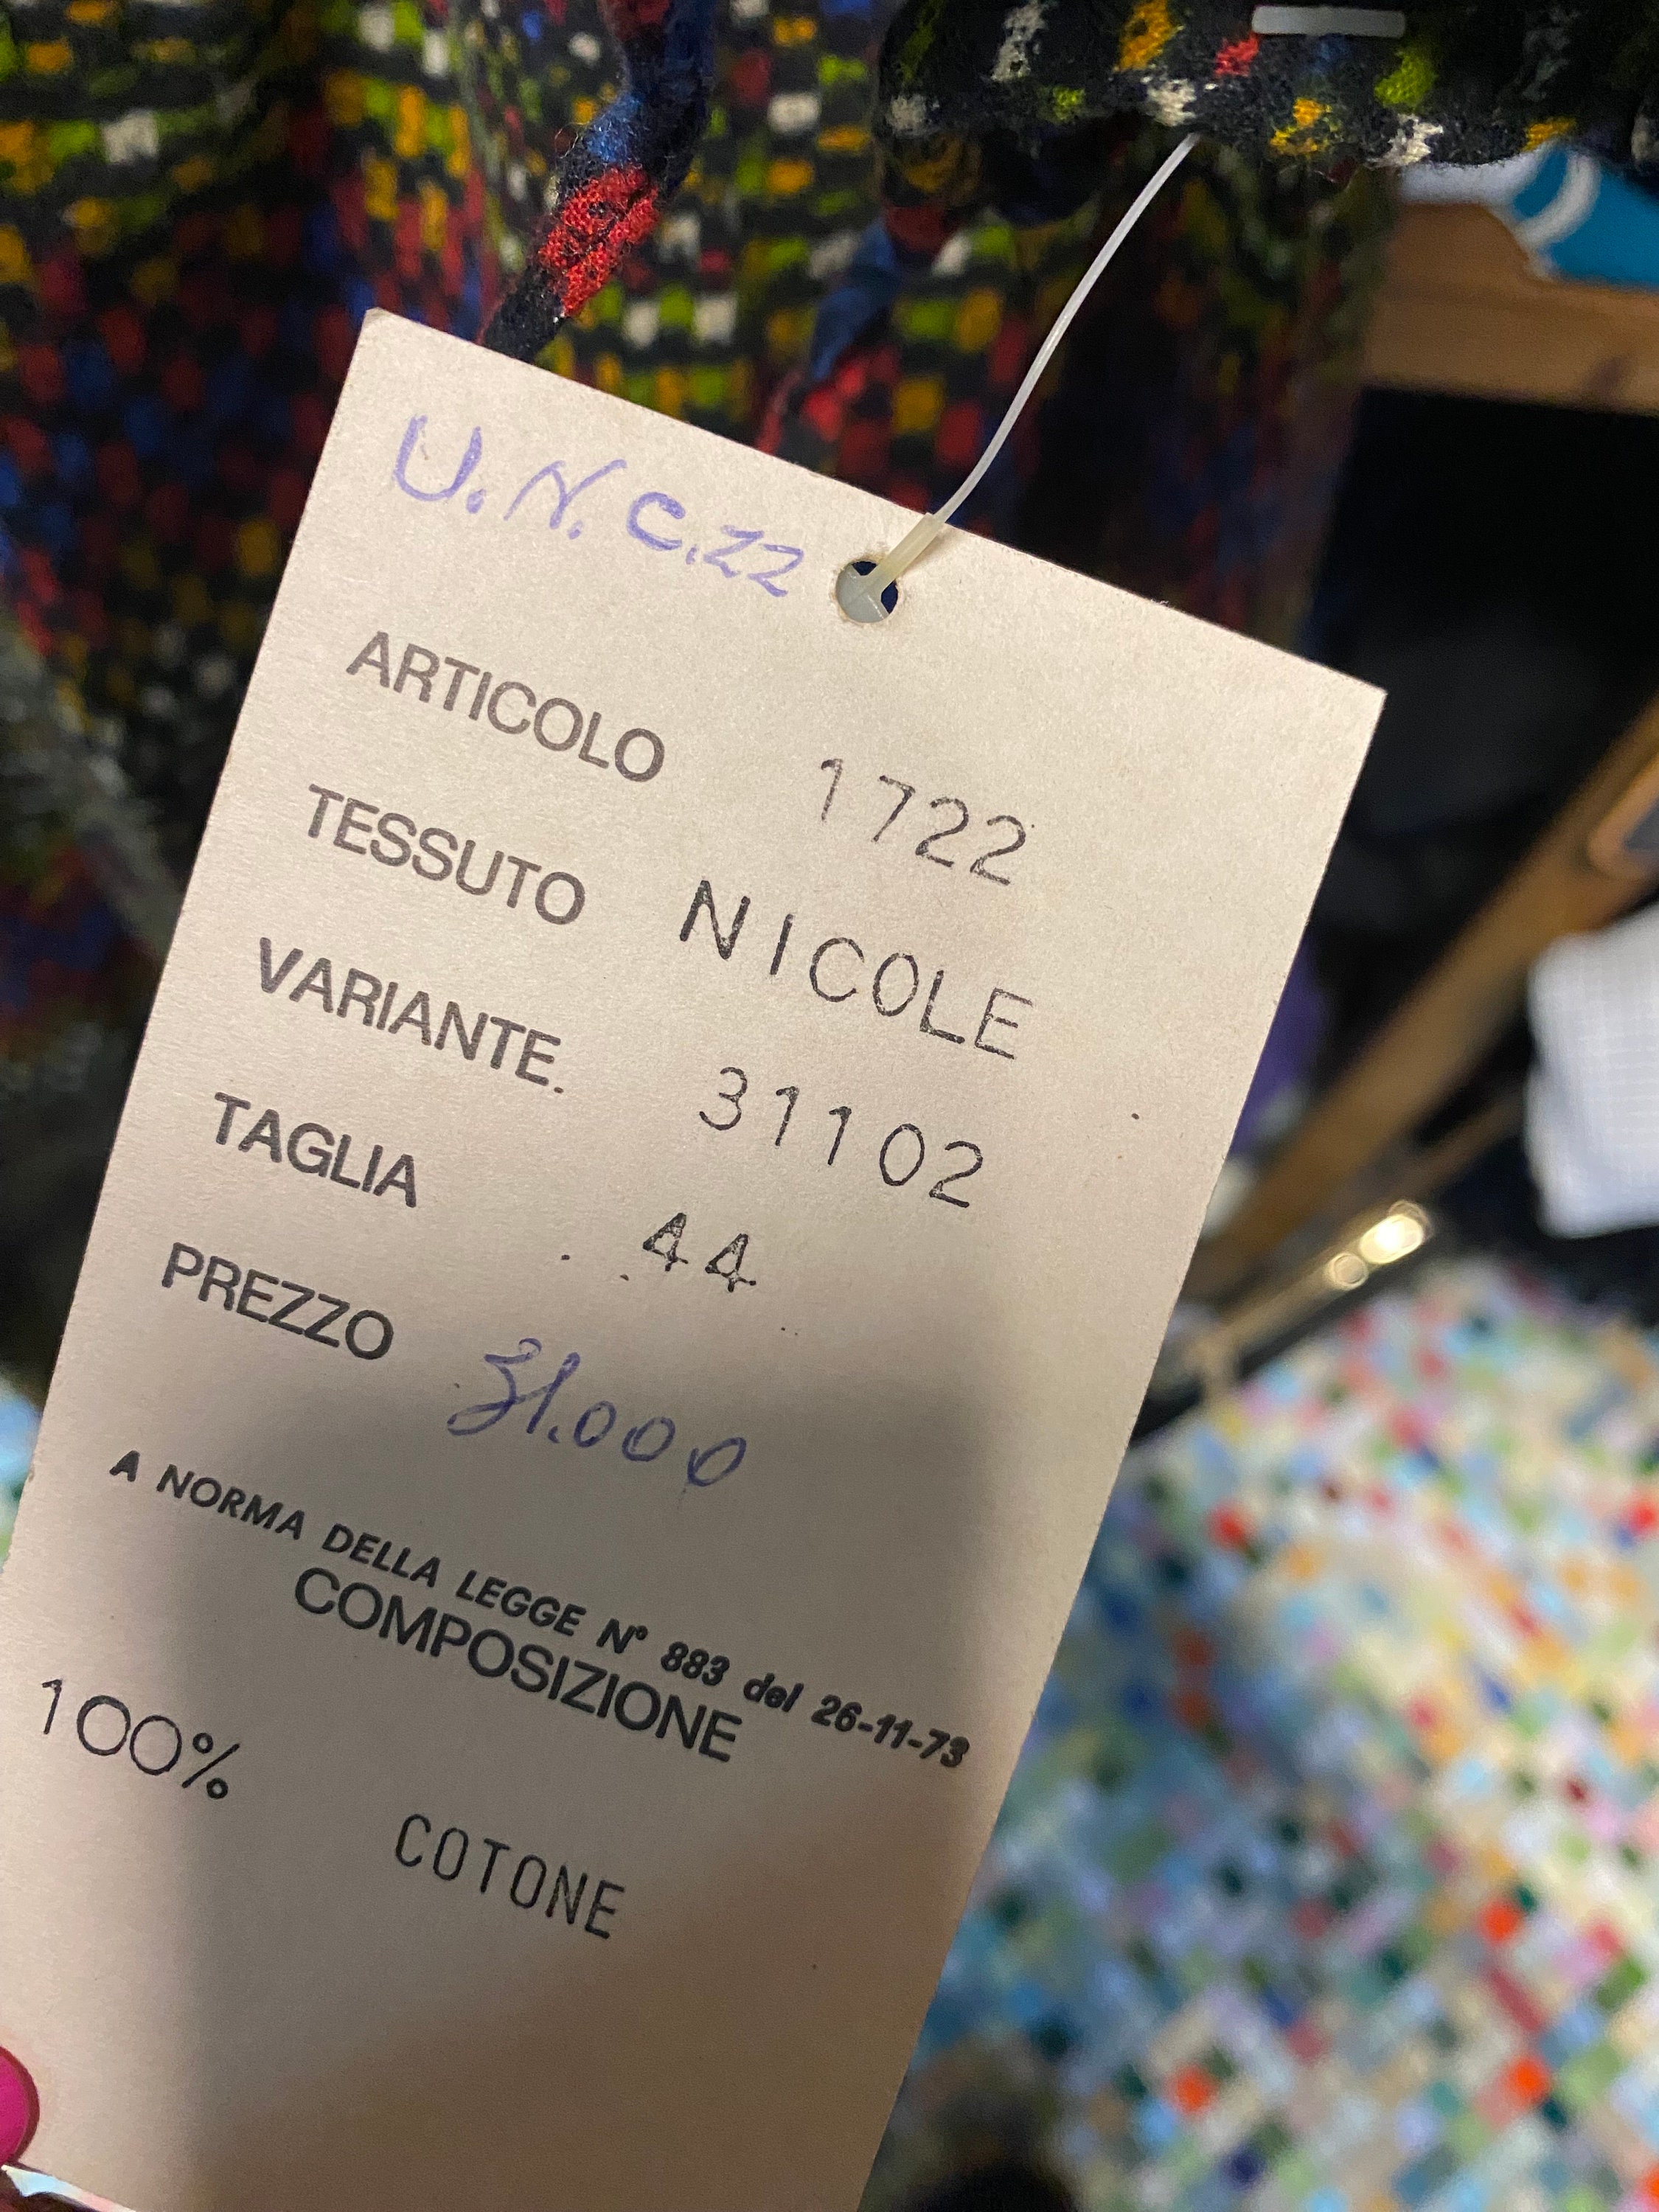 U.N.C.22
ARTICOLO 1722
TESSUTO NICOLE
VARIANTE. 31102
TAGLIA 44
PREZZO 31.000
A NORMA DELLA LEGGE N° 883 del 26-11-73
COMPOSIZIONE
100% COTONE